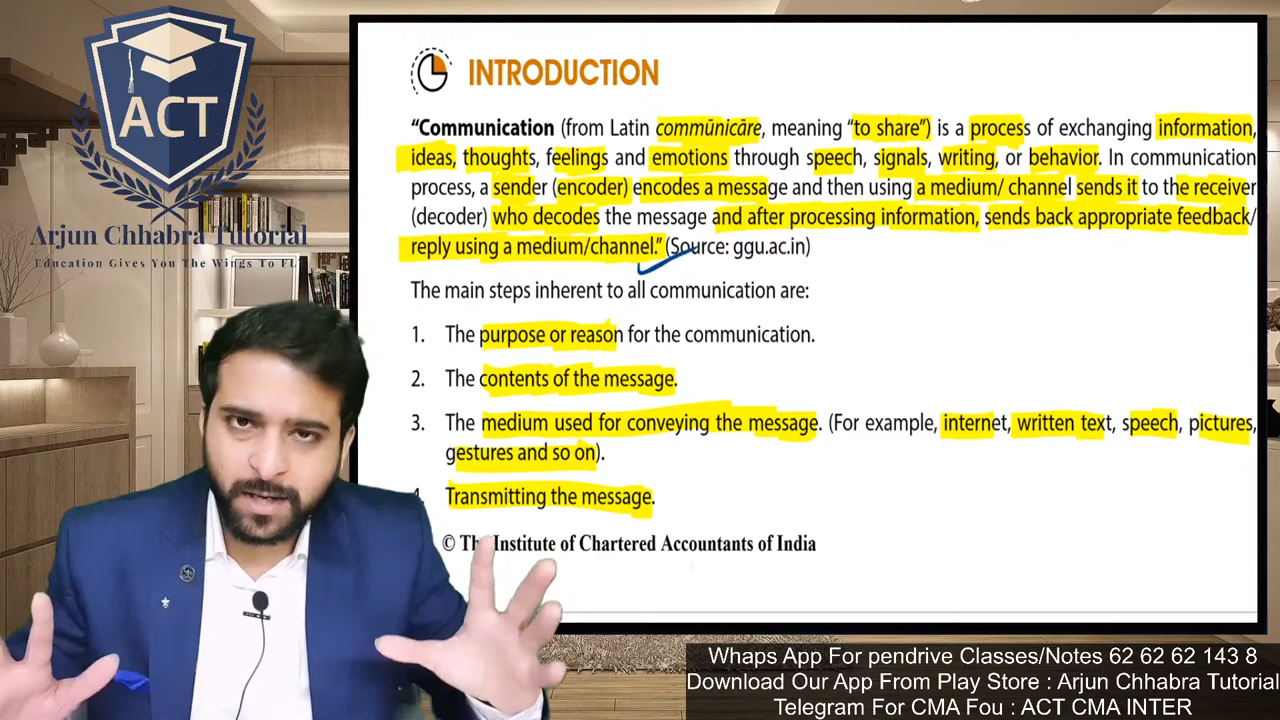 ACT
Arjun Chhabra Tutorial
Education Gives You The Wings To FL
INTRODUCTION
“Communication (from Latin commūnicāre, meaning “to share”) is a process of exchanging information,
ideas, thoughts, feelings and emotions through speech, signals, writing, or behavior. In communication
process, a sender (encoder) encodes a message and then using a medium/ channel sends it to the receiver
(decoder) who decodes the message and after processing information, sends back appropriate feedback/
reply using a medium/channel.” (Source: ggu.ac.in)
The main steps inherent to all communication are:
1. The purpose or reason for the communication.
2. The contents of the message.
3. The medium used for conveying the message. (For example, internet, written text, speech, pictures,
gestures and so on).
4. Transmitting the message.
© The Institute of Chartered Accountants of India
Whaps App For pendrive Classes/Notes 62 62 62 143 8
Download Our App From Play Store : Arjun Chhabra Tutorial
Telegram For CMA Fou : ACT CMA INTER